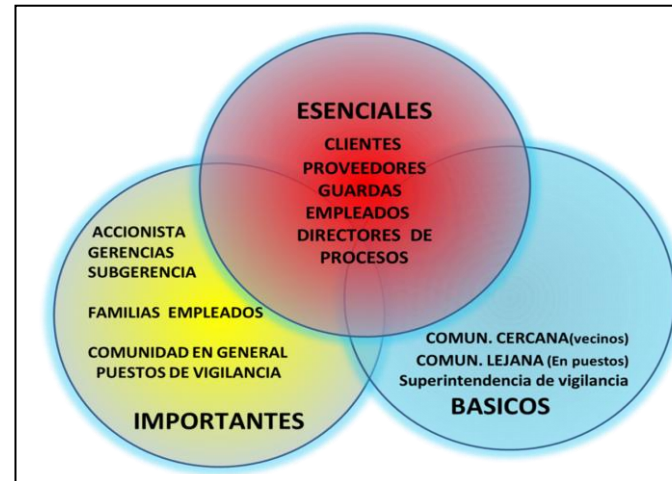 ESENCIALES
CLIENTES
PROVEEDORES
GUARDAS
EMPLEADOS
DIRECTORES DE
PROCESOS
ACCIONISTA
GERENCIAS
SUBGERENCIA
FAMILIAS EMPLEADOS
COMUNIDAD EN GENERAL
PUESTOS DE VIGILANCIA
IMPORTANTES
COMUN. CERCANA(vecinos)
COMUN. LEJANA (En puestos)
Superintendencia de vigilancia
BASICOS